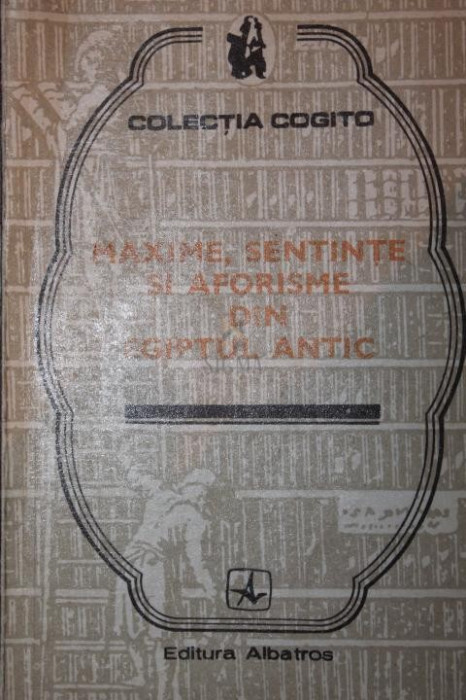 COLECȚIA COGITO
MAXIME, SENTINȚE
ȘI AFORISME
DIN
EGIPTUL ANTIC
Editura Albatros